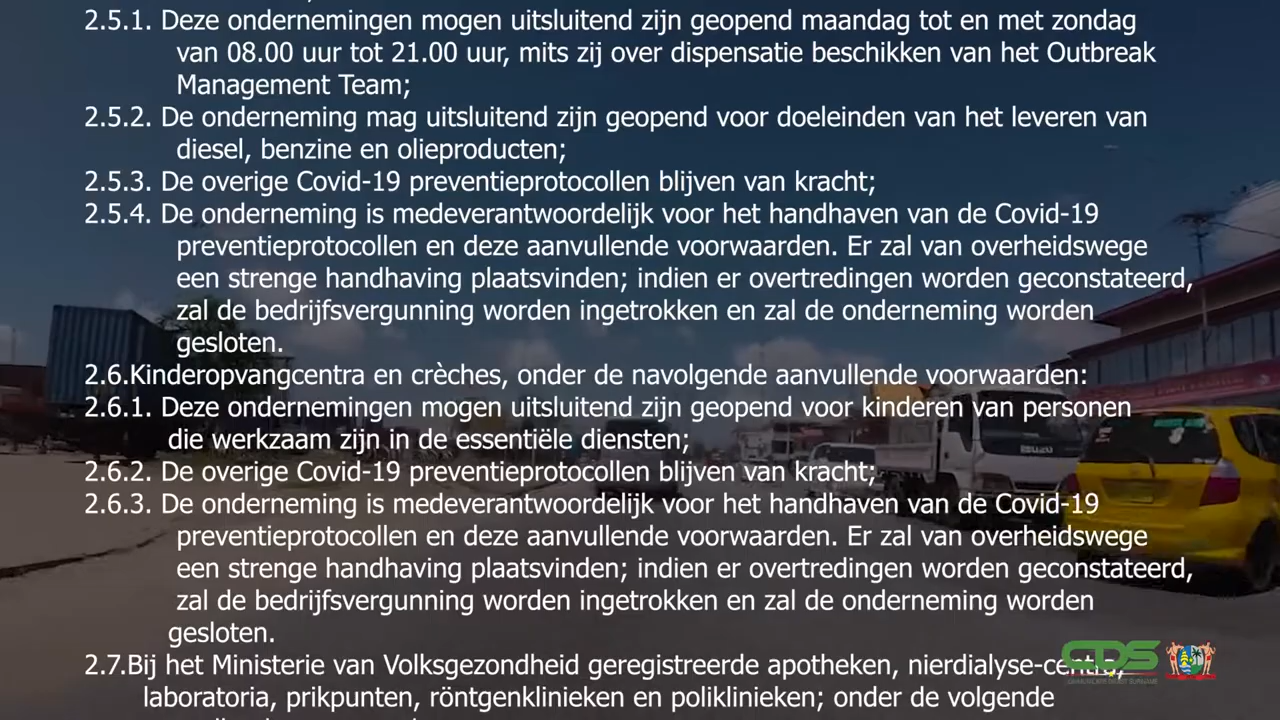 2.5.1. Deze ondernemingen mogen uitsluitend zijn geopend maandag tot en met zondag
van 08.00 uur tot 21.00 uur, mits zij over dispensatie beschikken van het Outbreak
Management Team;
2.5.2. De onderneming mag uitsluitend zijn geopend voor doeleinden van het leveren van
diesel, benzine en olieproducten;
2.5.3. De overige Covid-19 preventieprotocollen blijven van kracht;
2.5.4. De onderneming is medeverantwoordelijk voor het handhaven van de Covid-19
preventieprotocollen en deze aanvullende voorwaarden. Er zal van overheidswege
een strenge handhaving plaatsvinden; indien er overtredingen worden geconstateerd,
zal de bedrijfsvergunning worden ingetrokken en zal de onderneming worden
gesloten.
2.6.Kinderopvangcentra en crèches, onder de navolgende aanvullende voorwaarden:
2.6.1. Deze ondernemingen mogen uitsluitend zijn geopend voor kinderen van personen
die werkzaam zijn in de essentiële diensten;
2.6.2. De overige Covid-19 preventieprotocollen blijven van kracht;
2.6.3. De onderneming is medeverantwoordelijk voor het handhaven van de Covid-19
preventieprotocollen en deze aanvullende voorwaarden. Er zal van overheidswege
een strenge handhaving plaatsvinden; indien er overtredingen worden geconstateerd,
zal de bedrijfsvergunning worden ingetrokken en zal de onderneming worden
gesloten.
2.7.Bij het Ministerie van Volksgezondheid geregistreerde apotheken, nierdialyse-centra,
laboratoria, prikpunten, röntgenklinieken en poliklinieken; onder de volgende
ISUZU
CDS